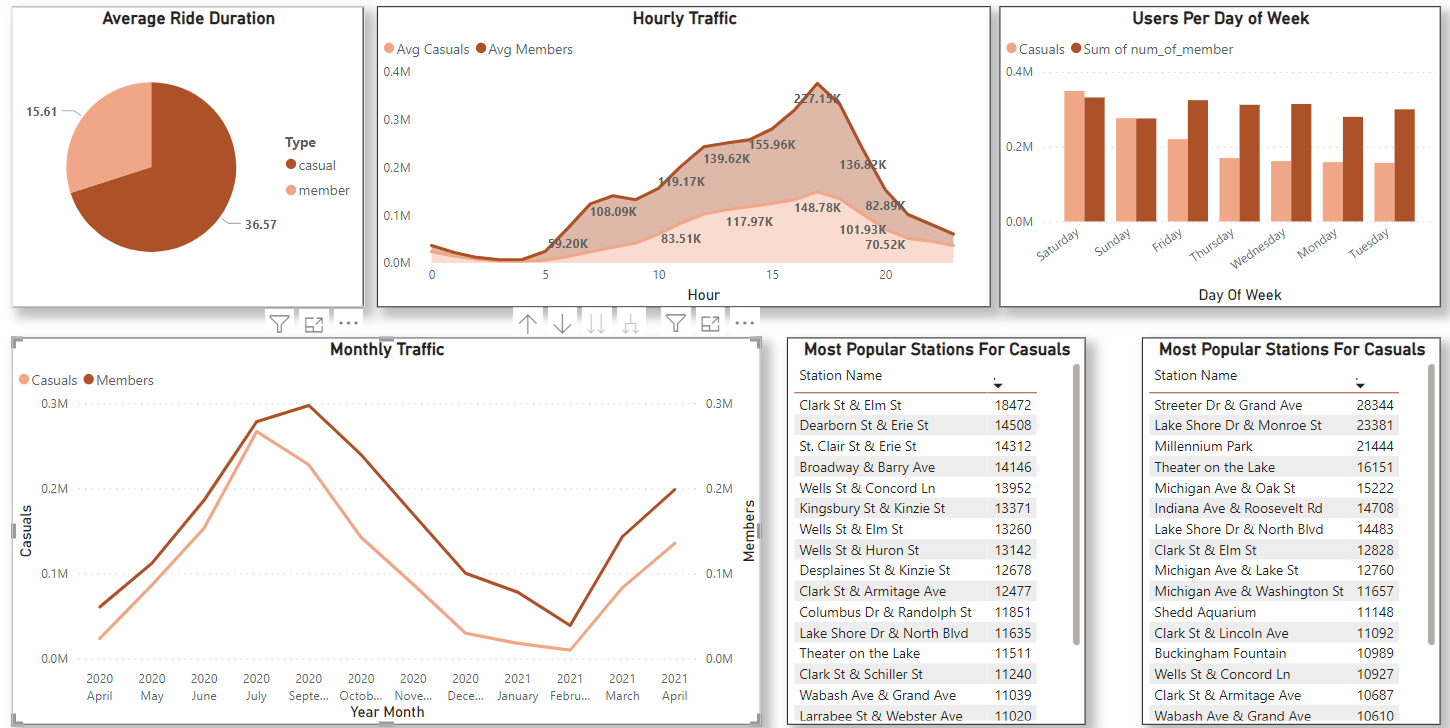 Average Ride Duration
15.61
36.57
Type
casual
member
Hourly Traffic
Avg Casuals Avg Members
0.4M
0.3M
0.2M
0.1M
0.0M
59.20K
108.09K
119.17K
139.62K
155.96K
227.15K
136.82K
82.89K
83.51K
117.97K
148.78K
101.93K
70.52K
0 5 10 15 20
Hour
Users Per Day of Week
Casuals Sum of num_of_member
0.4M
0.2M
0.0M
Saturday Sunday Friday Thursday Wednesday Monday Tuesday
Day Of Week
Monthly Traffic
Casuals Members
0.3M 0.3M
0.2M 0.2M
0.1M 0.1M
0.0M 0.0M
Casuals
Members
2020 2020 2020 2020 2020 2020 2020 2020 2021 2021 2021 2021
April May June July Septe... Octob... Nove... Dece... January Febru... March April
Year Month
Most Popular Stations For Casuals
Station Name .
Clark St & Elm St 18472
Dearborn St & Erie St 14508
St. Clair St & Erie St 14312
Broadway & Barry Ave 14146
Wells St & Concord Ln 13952
Kingsbury St & Kinzie St 13371
Wells St & Elm St 13260
Wells St & Huron St 13142
Desplaines St & Kinzie St 12678
Clark St & Armitage Ave 12477
Columbus Dr & Randolph St 11851
Lake Shore Dr & North Blvd 11635
Theater on the Lake 11511
Clark St & Schiller St 11240
Wabash Ave & Grand Ave 11039
Larrabee St & Webster Ave 11020
Most Popular Stations For Casuals
Station Name .
Streeter Dr & Grand Ave 28344
Lake Shore Dr & Monroe St 23381
Millennium Park 21444
Theater on the Lake 16151
Michigan Ave & Oak St 15222
Indiana Ave & Roosevelt Rd 14708
Lake Shore Dr & North Blvd 14483
Clark St & Elm St 12828
Michigan Ave & Lake St 12760
Michigan Ave & Washington St 11657
Shedd Aquarium 11148
Clark St & Lincoln Ave 11092
Buckingham Fountain 10989
Wells St & Concord Ln 10927
Clark St & Armitage Ave 10687
Wabash Ave & Grand Ave 10610